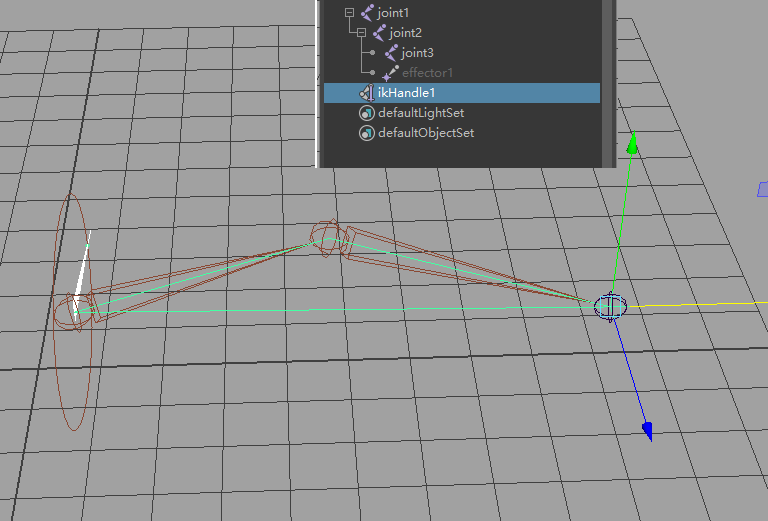 joint1
joint2
joint3
effector1
ikHandle1
defaultLightSet
defaultObjectSet